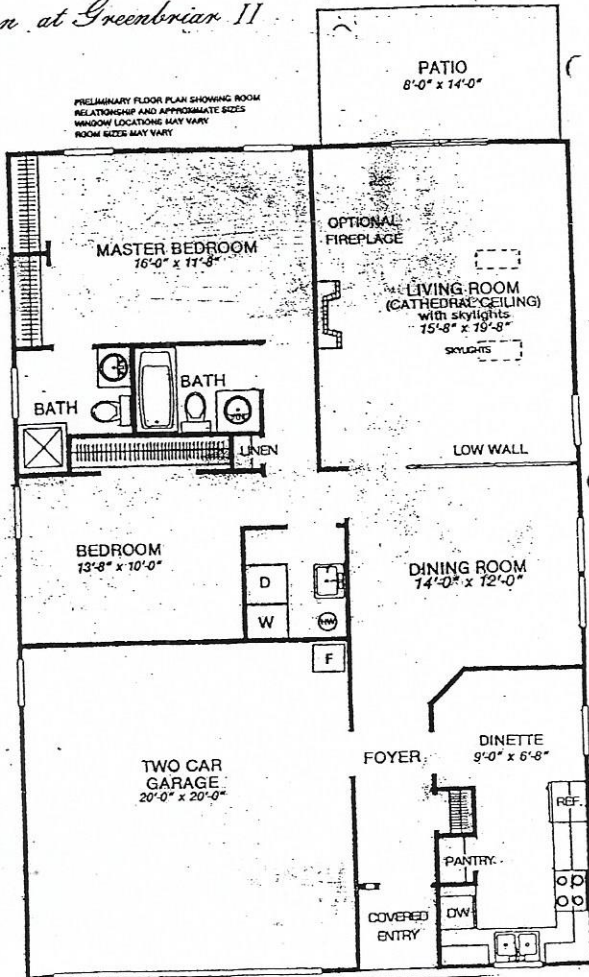 at Greenbriar II
PATIO
8'-0" x 14'-0"
PRELIMINARY FLOOR PLAN SHOWING ROOM
RELATIONSHIP AND APPROXIMATE SIZES
WINDOW LOCATIONS MAY VARY
ROOM SIZES MAY VARY
OPTIONAL
FIREPLACE
MASTER BEDROOM
16'-0" x 11'-8"
LIVING ROOM
(CATHEDRAL CEILING)
with skylights
15'-8" x 19'-8"
SKYLIGHTS
BATH
BATH
LINEN
LOW WALL
BEDROOM
13'-8" x 10'-0"
DINING ROOM
14'-0" x 12'-0"
D
W
HW
F
TWO CAR
GARAGE
20'-0" x 20'-0"
FOYER
DINETTE
9'-0" x 6'-8"
REF.
PANTRY
COVERED
ENTRY
DW